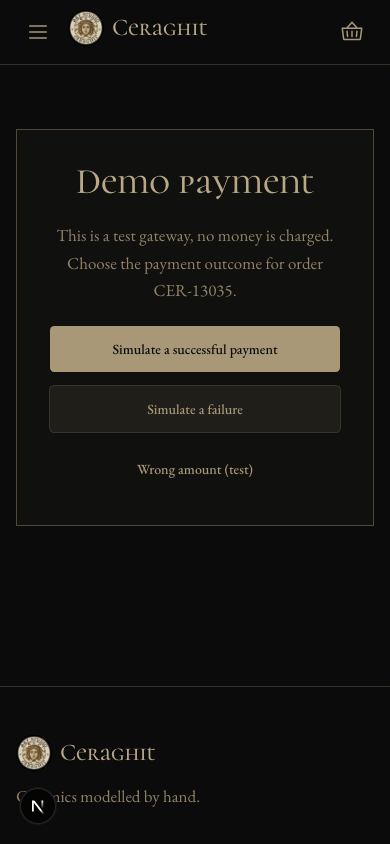 Ceraghit
Demo payment
This is a test gateway, no money is charged.
Choose the payment outcome for order
CER-13035.
Simulate a successful payment
Simulate a failure
Wrong amount (test)
Ceraghit
modelled by hand.
N